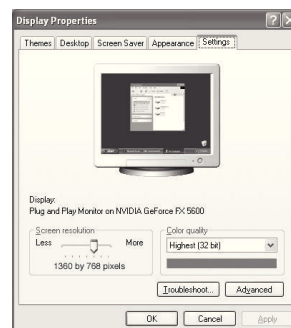 Display Properties
Themes Desktop Screen Saver Appearance Settings
Display:
Plug and Play Monitor on NVIDIA GeForce FX 5600
Screen resolution
Less More
1360 by 768 pixels
Color quality
Highest (32 bit)
Troubleshoot... Advanced
OK Cancel Apply